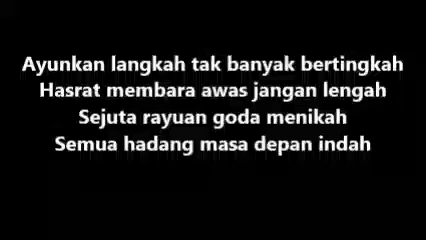 Ayunkan langkah tak banyak bertingkah
Hasrat membara awas jangan lengah
Sejuta rayuan goda menikah
Semua hadang masa depan indah